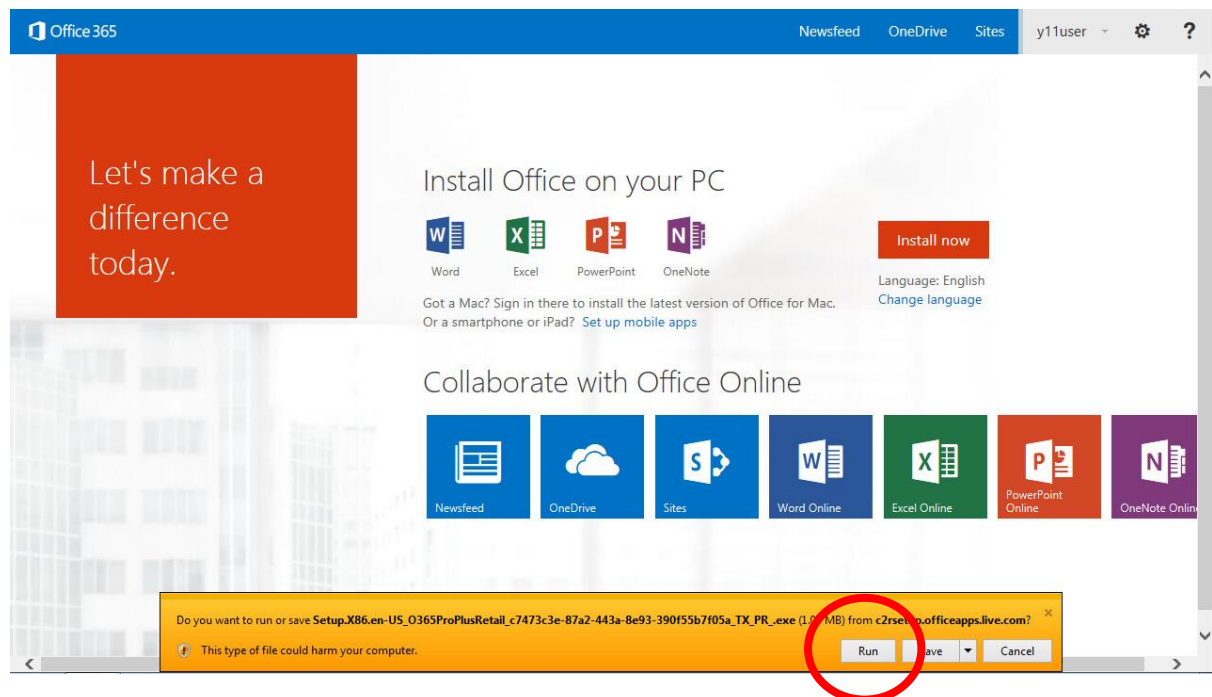 Office 365
Newsfeed OneDrive Sites y11user ?
Let's make a
difference
today.
Install Office on your PC
Word Excel PowerPoint OneNote
Install now
Language: English
Change language
Got a Mac? Sign in there to install the latest version of Office for Mac.
Or a smartphone or iPad? Set up mobile apps
Collaborate with Office Online
Newsfeed
OneDrive
S
Sites
W
Word Online
X
Excel Online
P
PowerPoint
Online
N
OneNote Onlin
Do you want to run or save Setup.X86.en-US_O365ProPlusRetail_c7473c3e-87a2-443a-8e93-390f55b7f05a_TX_PR_.exe MB) from
This type of file could harm your computer.
Run Cancel